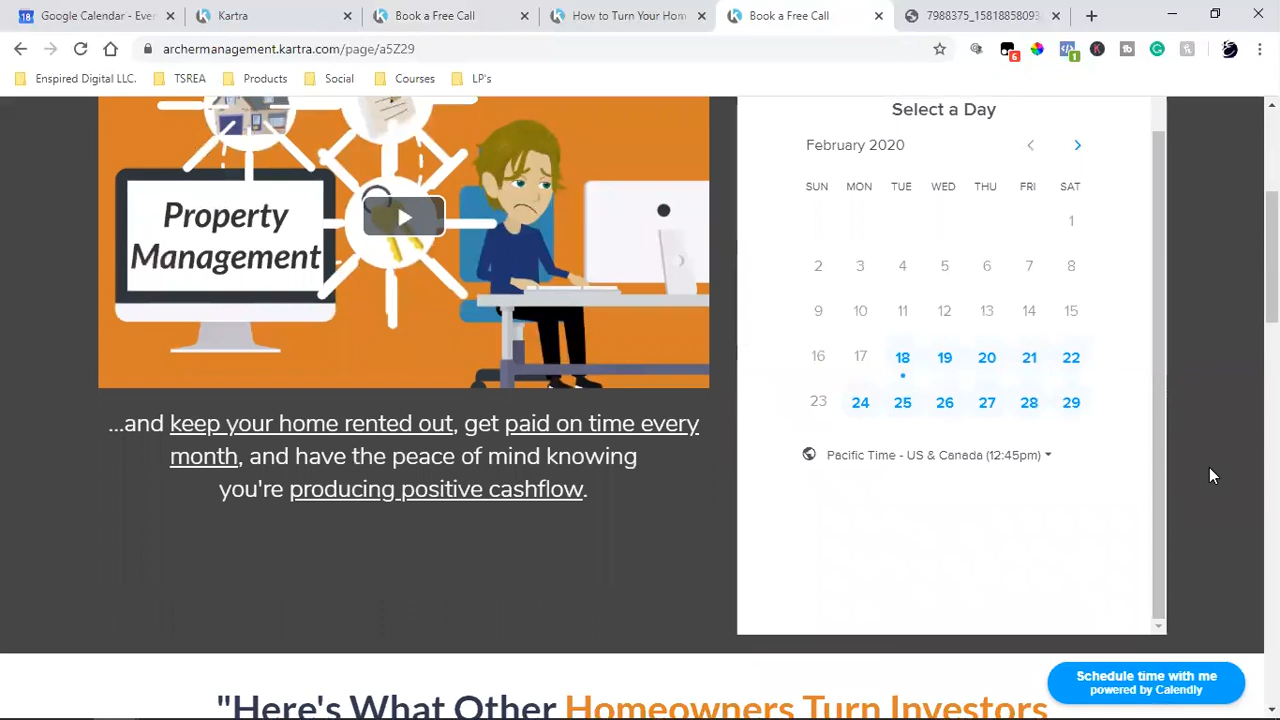 Google Calendar - Ever
Kartra
Book a Free Call
How to Turn Your Hom
Book a Free Call
7988375_15818858093
archermanagement.kartra.com/page/a5Z29
6
1
Enspired Digital LLC.
TSREA
Products
Social
Courses
LP's
Property
Management
...and keep your home rented out, get paid on time every
month, and have the peace of mind knowing
you're producing positive cashflow.
Select a Day
February 2020
SUN MON TUE WED THU FRI SAT
1
2 3 4 5 6 7 8
9 10 11 12 13 14 15
16 17 18 19 20 21 22
23 24 25 26 27 28 29
Pacific Time - US & Canada (12:45pm)
Schedule time with me
powered by Calendly
"Here's What Other Homeowners Turn Investors